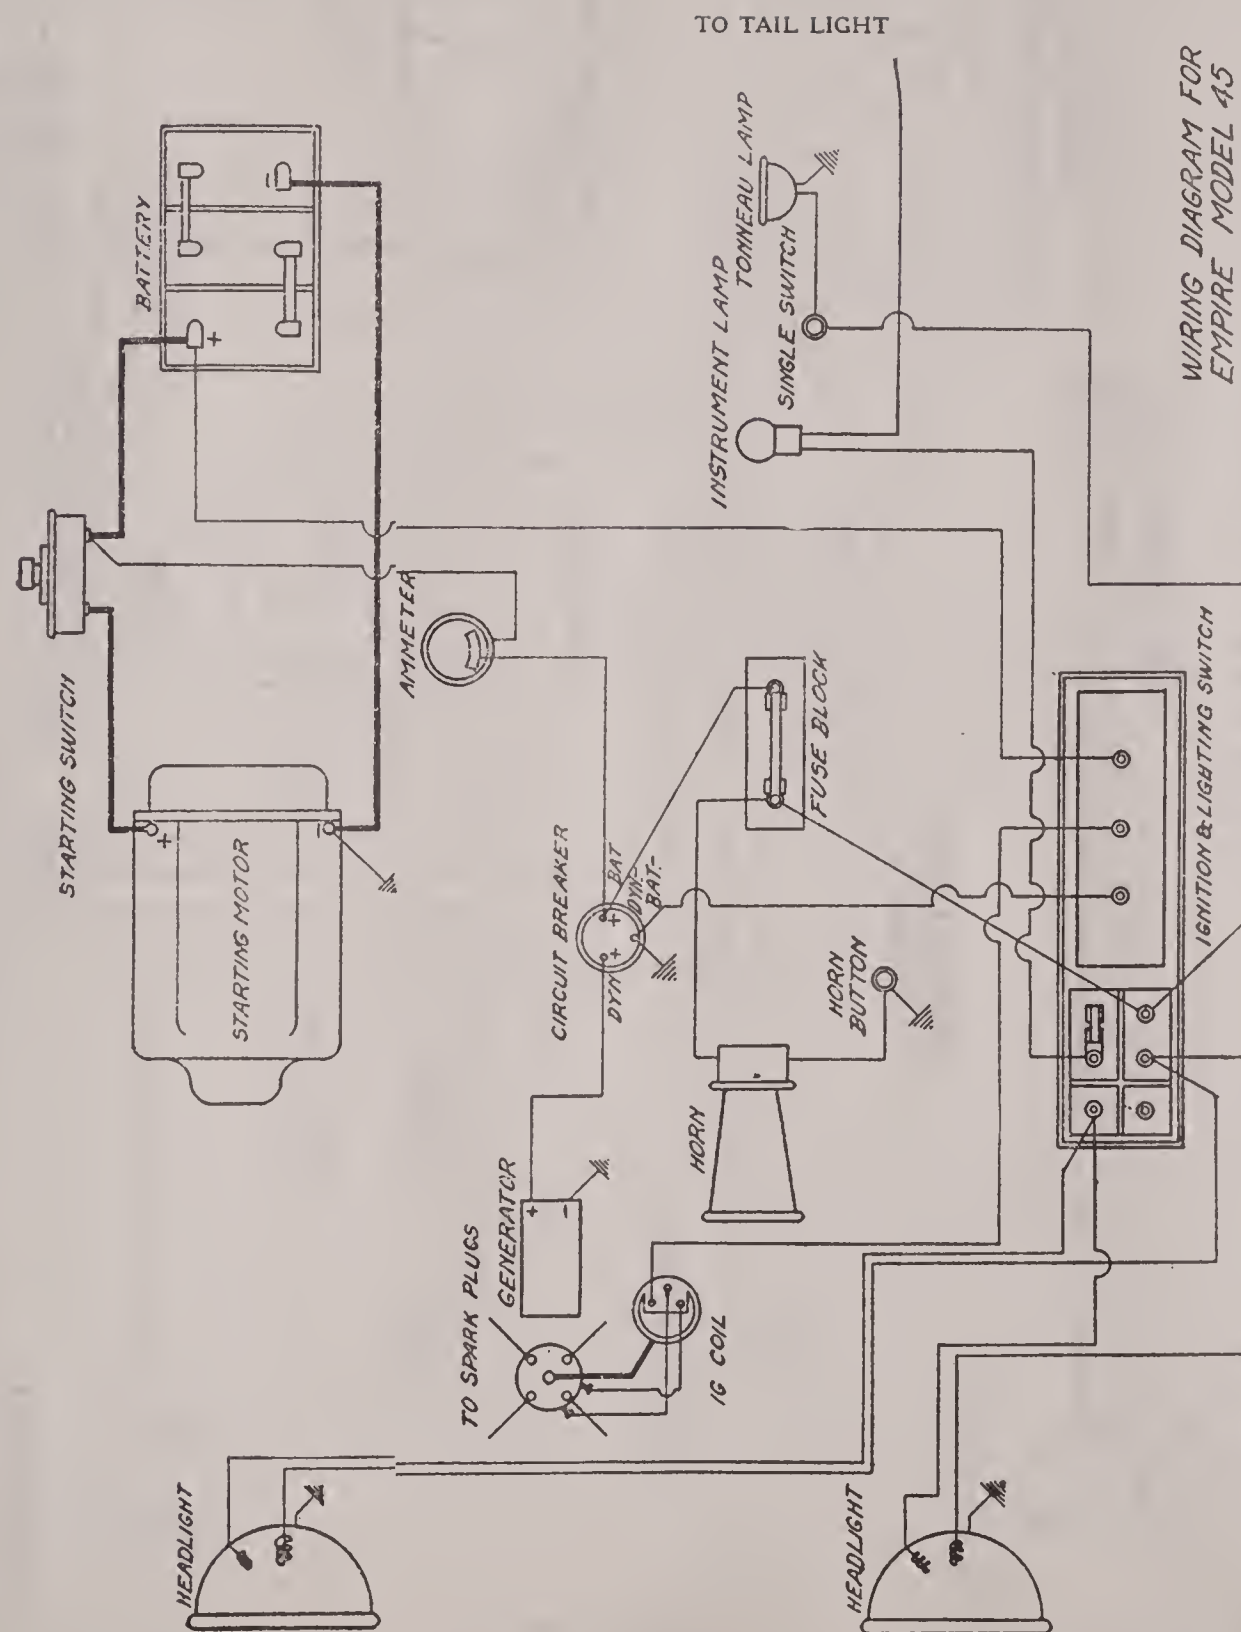 TO TAIL LIGHT
WIRING DIAGRAM FOR
EMPIRE MODEL 45
BATTERY
+
-
TONNEAU LAMP
SINGLE SWITCH
INSTRUMENT LAMP
STARTING SWITCH
AMMETER
STARTING MOTOR
+
-
FUSE BLOCK
IGNITION & LIGHTING SWITCH
CIRCUIT BREAKER
BAT
DYN-
BAT.-
DYN
+
+
HORN
BUTTON
HORN
GENERATOR
+
-
TO SPARK PLUGS
IG COIL
HEADLIGHT
HEADLIGHT